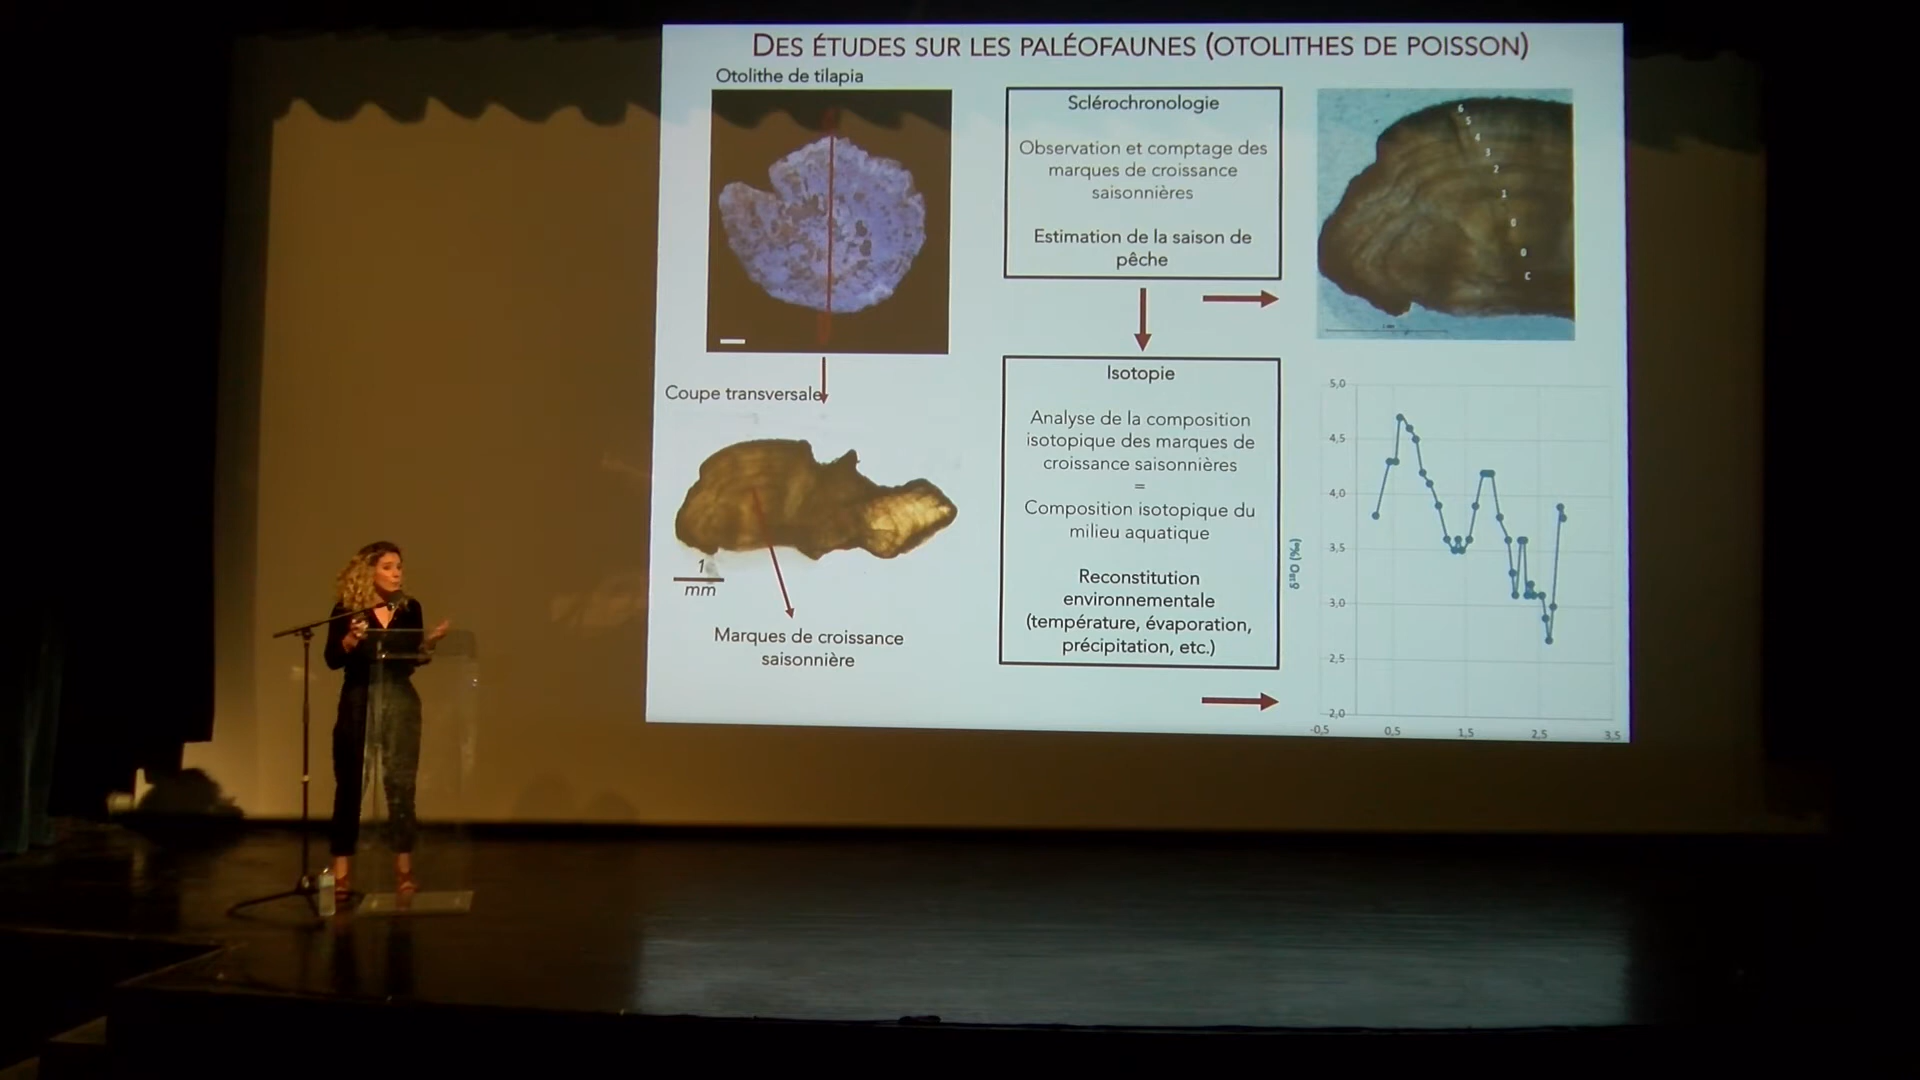 DES ÉTUDES SUR LES PALÉOFAUNES (OTOLITHES DE POISSON)
Otolithe de tilapia
Coupe transversale
1
mm
Marques de croissance
saisonnière
Sclérochronologie
Observation et comptage des
marques de croissance
saisonnières
Estimation de la saison de
pêche
Isotopie
Analyse de la composition
isotopique des marques de
croissance saisonnières
=
Composition isotopique du
milieu aquatique
Reconstitution
environnementale
(température, évaporation,
précipitation, etc.)
6
5
4
3
2
1
0
0
C
5,0
4,5
4,0
3,5
3,0
2,5
2,0
δ¹⁸O (‰)
-0,5 0,5 1,5 2,5 3,5